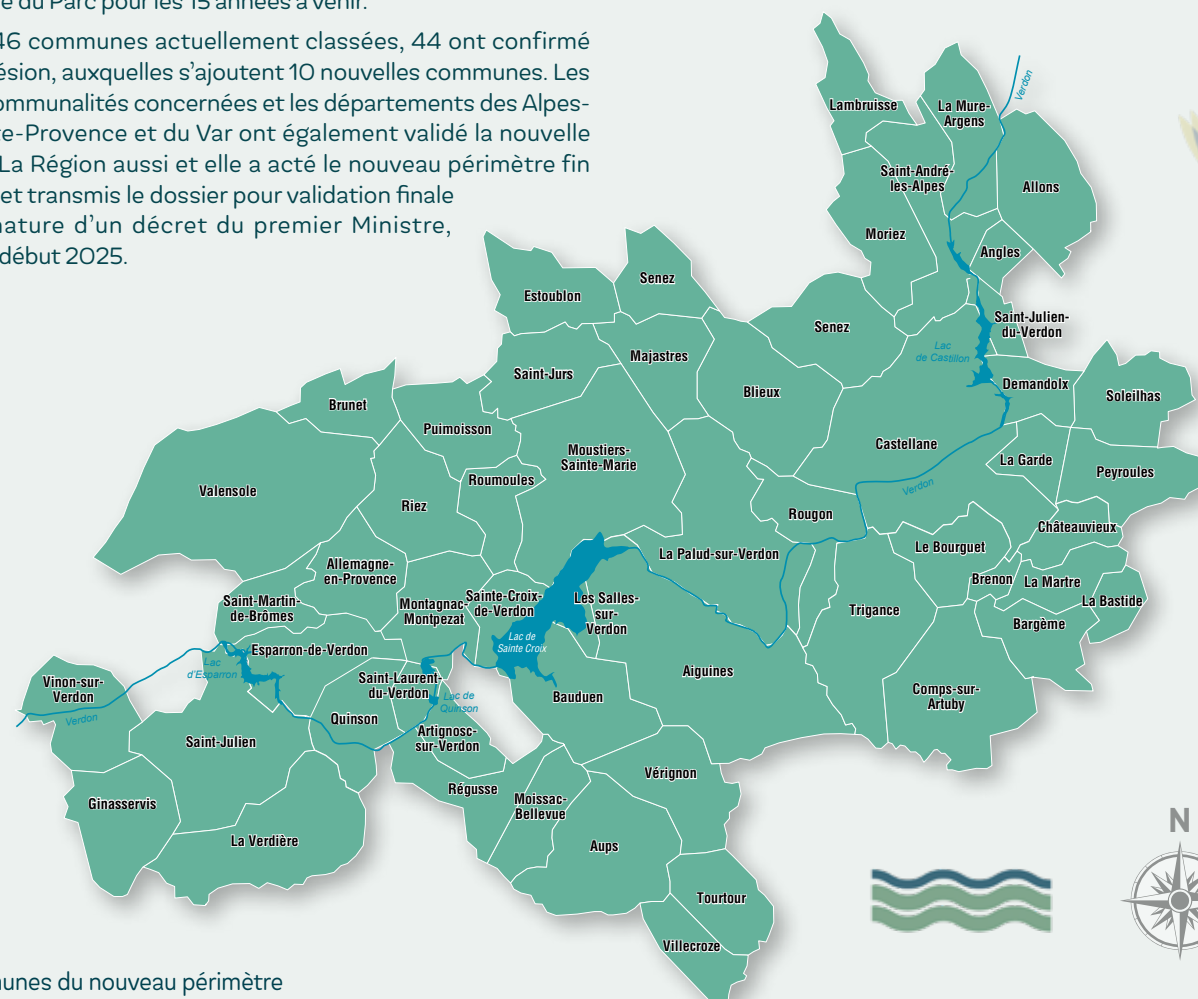 e du Parc pour les 15 années à venir.
46 communes actuellement classées, 44 ont confirmé
ésion, auxquelles s'ajoutent 10 nouvelles communes. Les
ommunalités concernées et les départements des Alpes-
e-Provence et du Var ont également validé la nouvelle
La Région aussi et elle a acté le nouveau périmètre fin
et transmis le dossier pour validation finale
nature d'un décret du premier Ministre,
début 2025.
Lambruisse
La Mure-
Argens
Verdon
Saint-André-
les-Alpes
Allons
Moriez
Angles
Senez
Estoublon
Senez
Saint-Julien-
du-Verdon
Lac
de Castillon
Majastres
Saint-Jurs
Blieux
Demandolx
Soleilhas
Brunet
Puimoisson
Moustiers-
Sainte-Marie
Castellane
La Garde
Peyroules
Roumoules
Valensole
Riez
Verdon
Rougon
Châteauvieux
La Palud-sur-Verdon
Le Bourguet
Allemagne-
en-Provence
Brenon
La Martre
La Bastide
Saint-Martin-
de-Brômes
Montagnac-
Montpezat
Sainte-Croix-
de-Verdon
Les Salles-
sur-
Verdon
Trigance
Bargème
Lac de
Sainte Croix
Esparron-de-Verdon
Lac
d'Esparron
Aiguines
Vinon-sur-
Verdon
Saint-Laurent-
du-Verdon
Lac de
Quinson
Bauduen
Comps-sur-
Artuby
Verdon
Quinson
Saint-Julien
Artignosc-
sur-Verdon
Vérignon
Régusse
Ginasservis
Moissac-
Bellevue
La Verdière
Aups
N
Tourtour
Villecroze
unes du nouveau périmètre